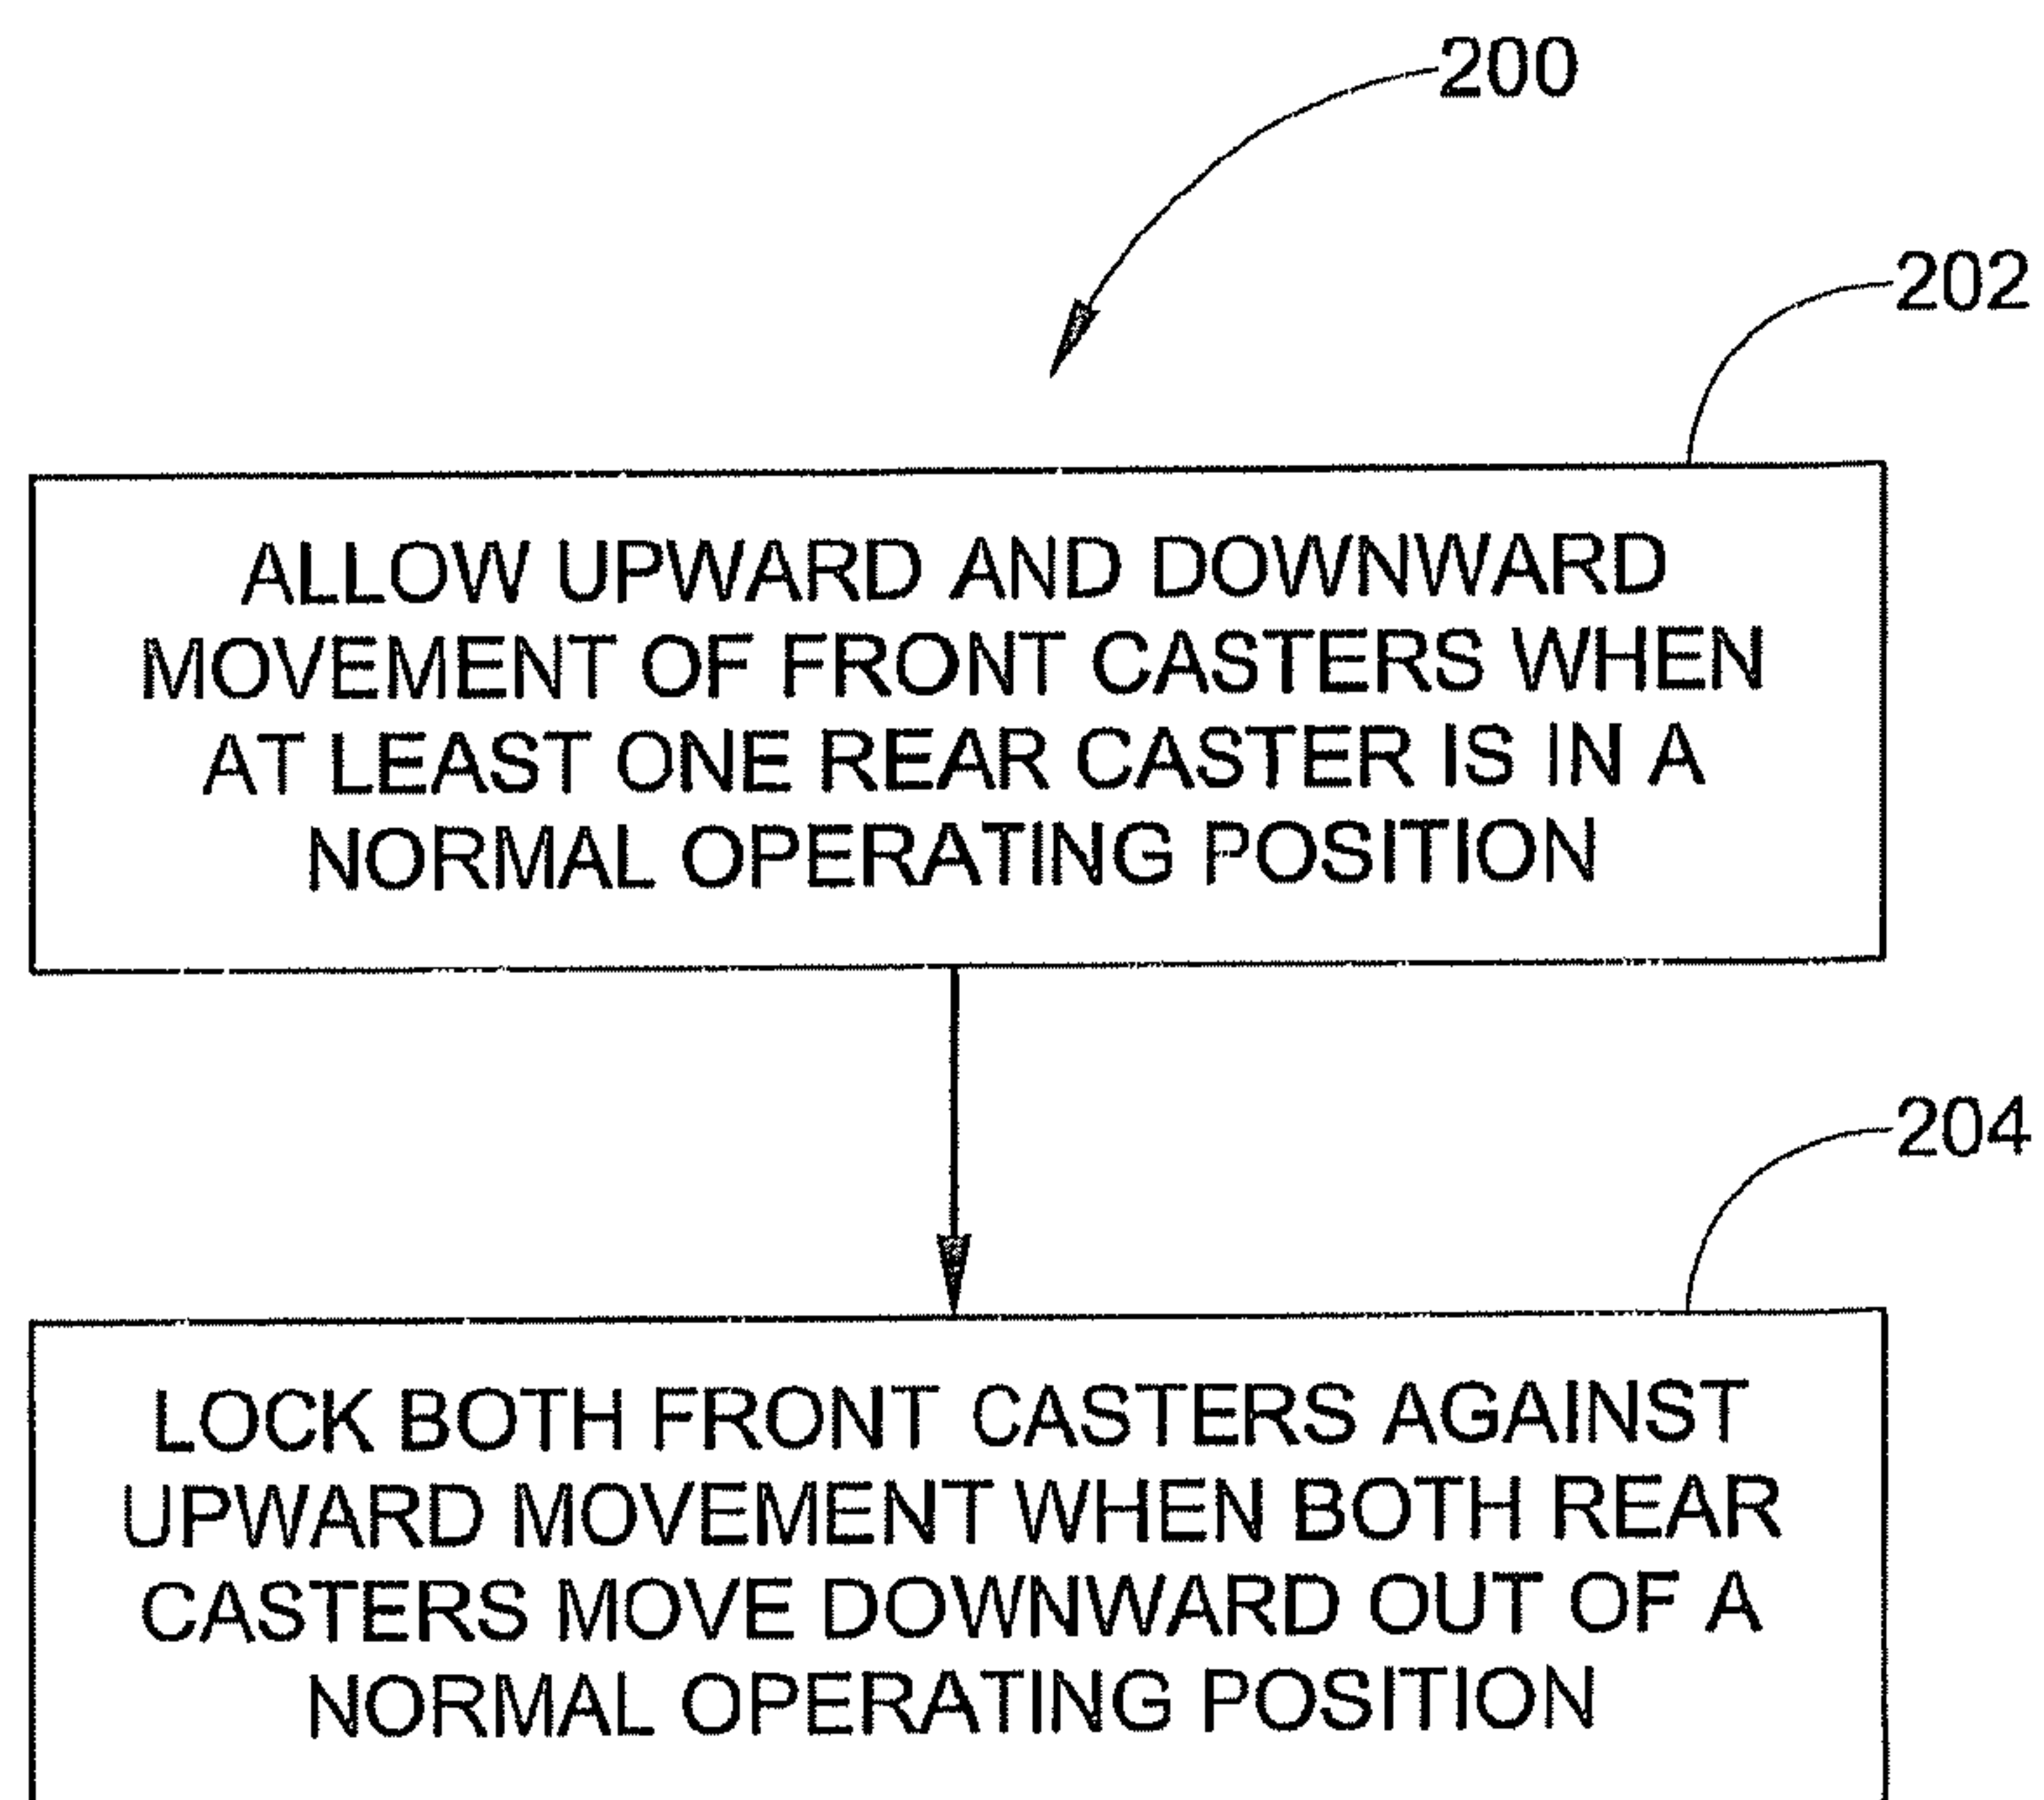 200
202
ALLOW UPWARD AND DOWNWARD
MOVEMENT OF FRONT CASTERS WHEN
AT LEAST ONE REAR CASTER IS IN A
NORMAL OPERATING POSITION
204
LOCK BOTH FRONT CASTERS AGAINST
UPWARD MOVEMENT WHEN BOTH REAR
CASTERS MOVE DOWNWARD OUT OF A
NORMAL OPERATING POSITION